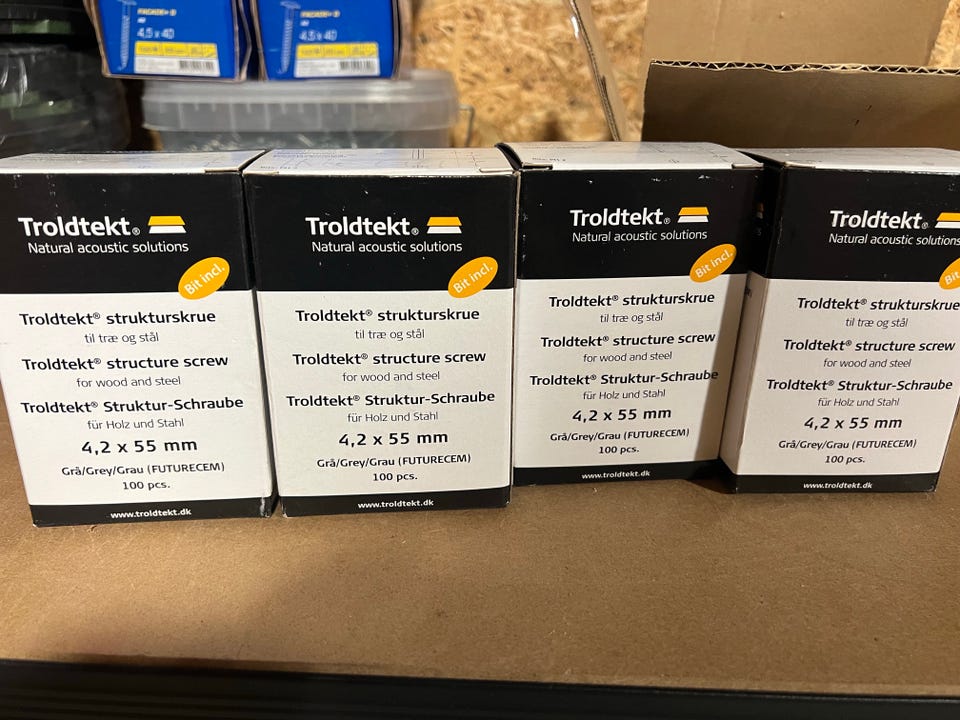 FACADE+ Ø
4,5 x 40
FACADE+ Ø
4,5 x 40
Troldtekt®
Natural acoustic solutions
Bit incl.
Troldtekt® strukturskrue
til træ og stål
Troldtekt® structure screw
for wood and steel
Troldtekt® Struktur-Schraube
für Holz und Stahl
4,2 x 55 mm
Grå/Grey/Grau (FUTURECEM)
100 pcs.
www.troldtekt.dk
Troldtekt®
Natural acoustic solutions
Bit incl.
Troldtekt® strukturskrue
til træ og stål
Troldtekt® structure screw
for wood and steel
Troldtekt® Struktur-Schraube
für Holz und Stahl
4,2 x 55 mm
Grå/Grey/Grau (FUTURECEM)
100 pcs.
www.troldtekt.dk
Troldtekt®
Natural acoustic solutions
Bit incl.
Troldtekt® strukturskrue
til træ og stål
Troldtekt® structure screw
for wood and steel
Troldtekt® Struktur-Schraube
für Holz und Stahl
4,2 x 55 mm
Grå/Grey/Grau (FUTURECEM)
100 pcs.
www.troldtekt.dk
Troldtekt®
Natural acoustic solutions
Bit
Troldtekt® strukturskrue
til træ og stål
Troldtekt® structure screw
for wood and steel
Troldtekt® Struktur-Schraube
für Holz und Stahl
4,2 x 55 mm
Grå/Grey/Grau (FUTURECEM)
100 pcs.
www.troldtekt.dk